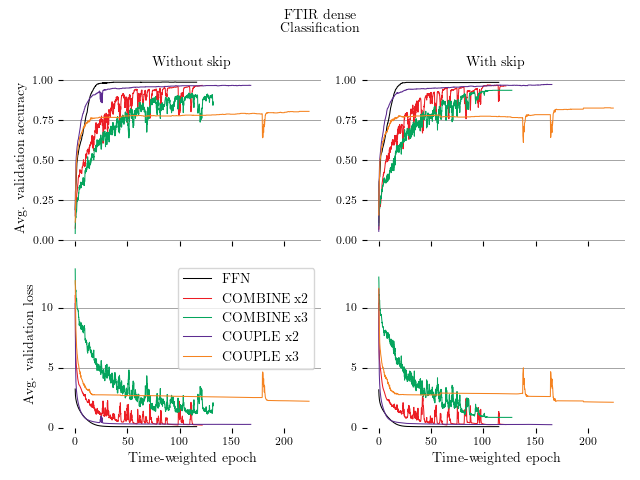 FTIR dense
Classification
Without skip
With skip
Avg. validation accuracy
1.00
0.75
0.50
0.25
0.00
1.00
0.75
0.50
0.25
0.00
Avg. validation loss
10
5
0
10
5
0
FFN
COMBINE x2
COMBINE x3
COUPLE x2
COUPLE x3
0 50 100 150 200
0 50 100 150 200
Time-weighted epoch
Time-weighted epoch